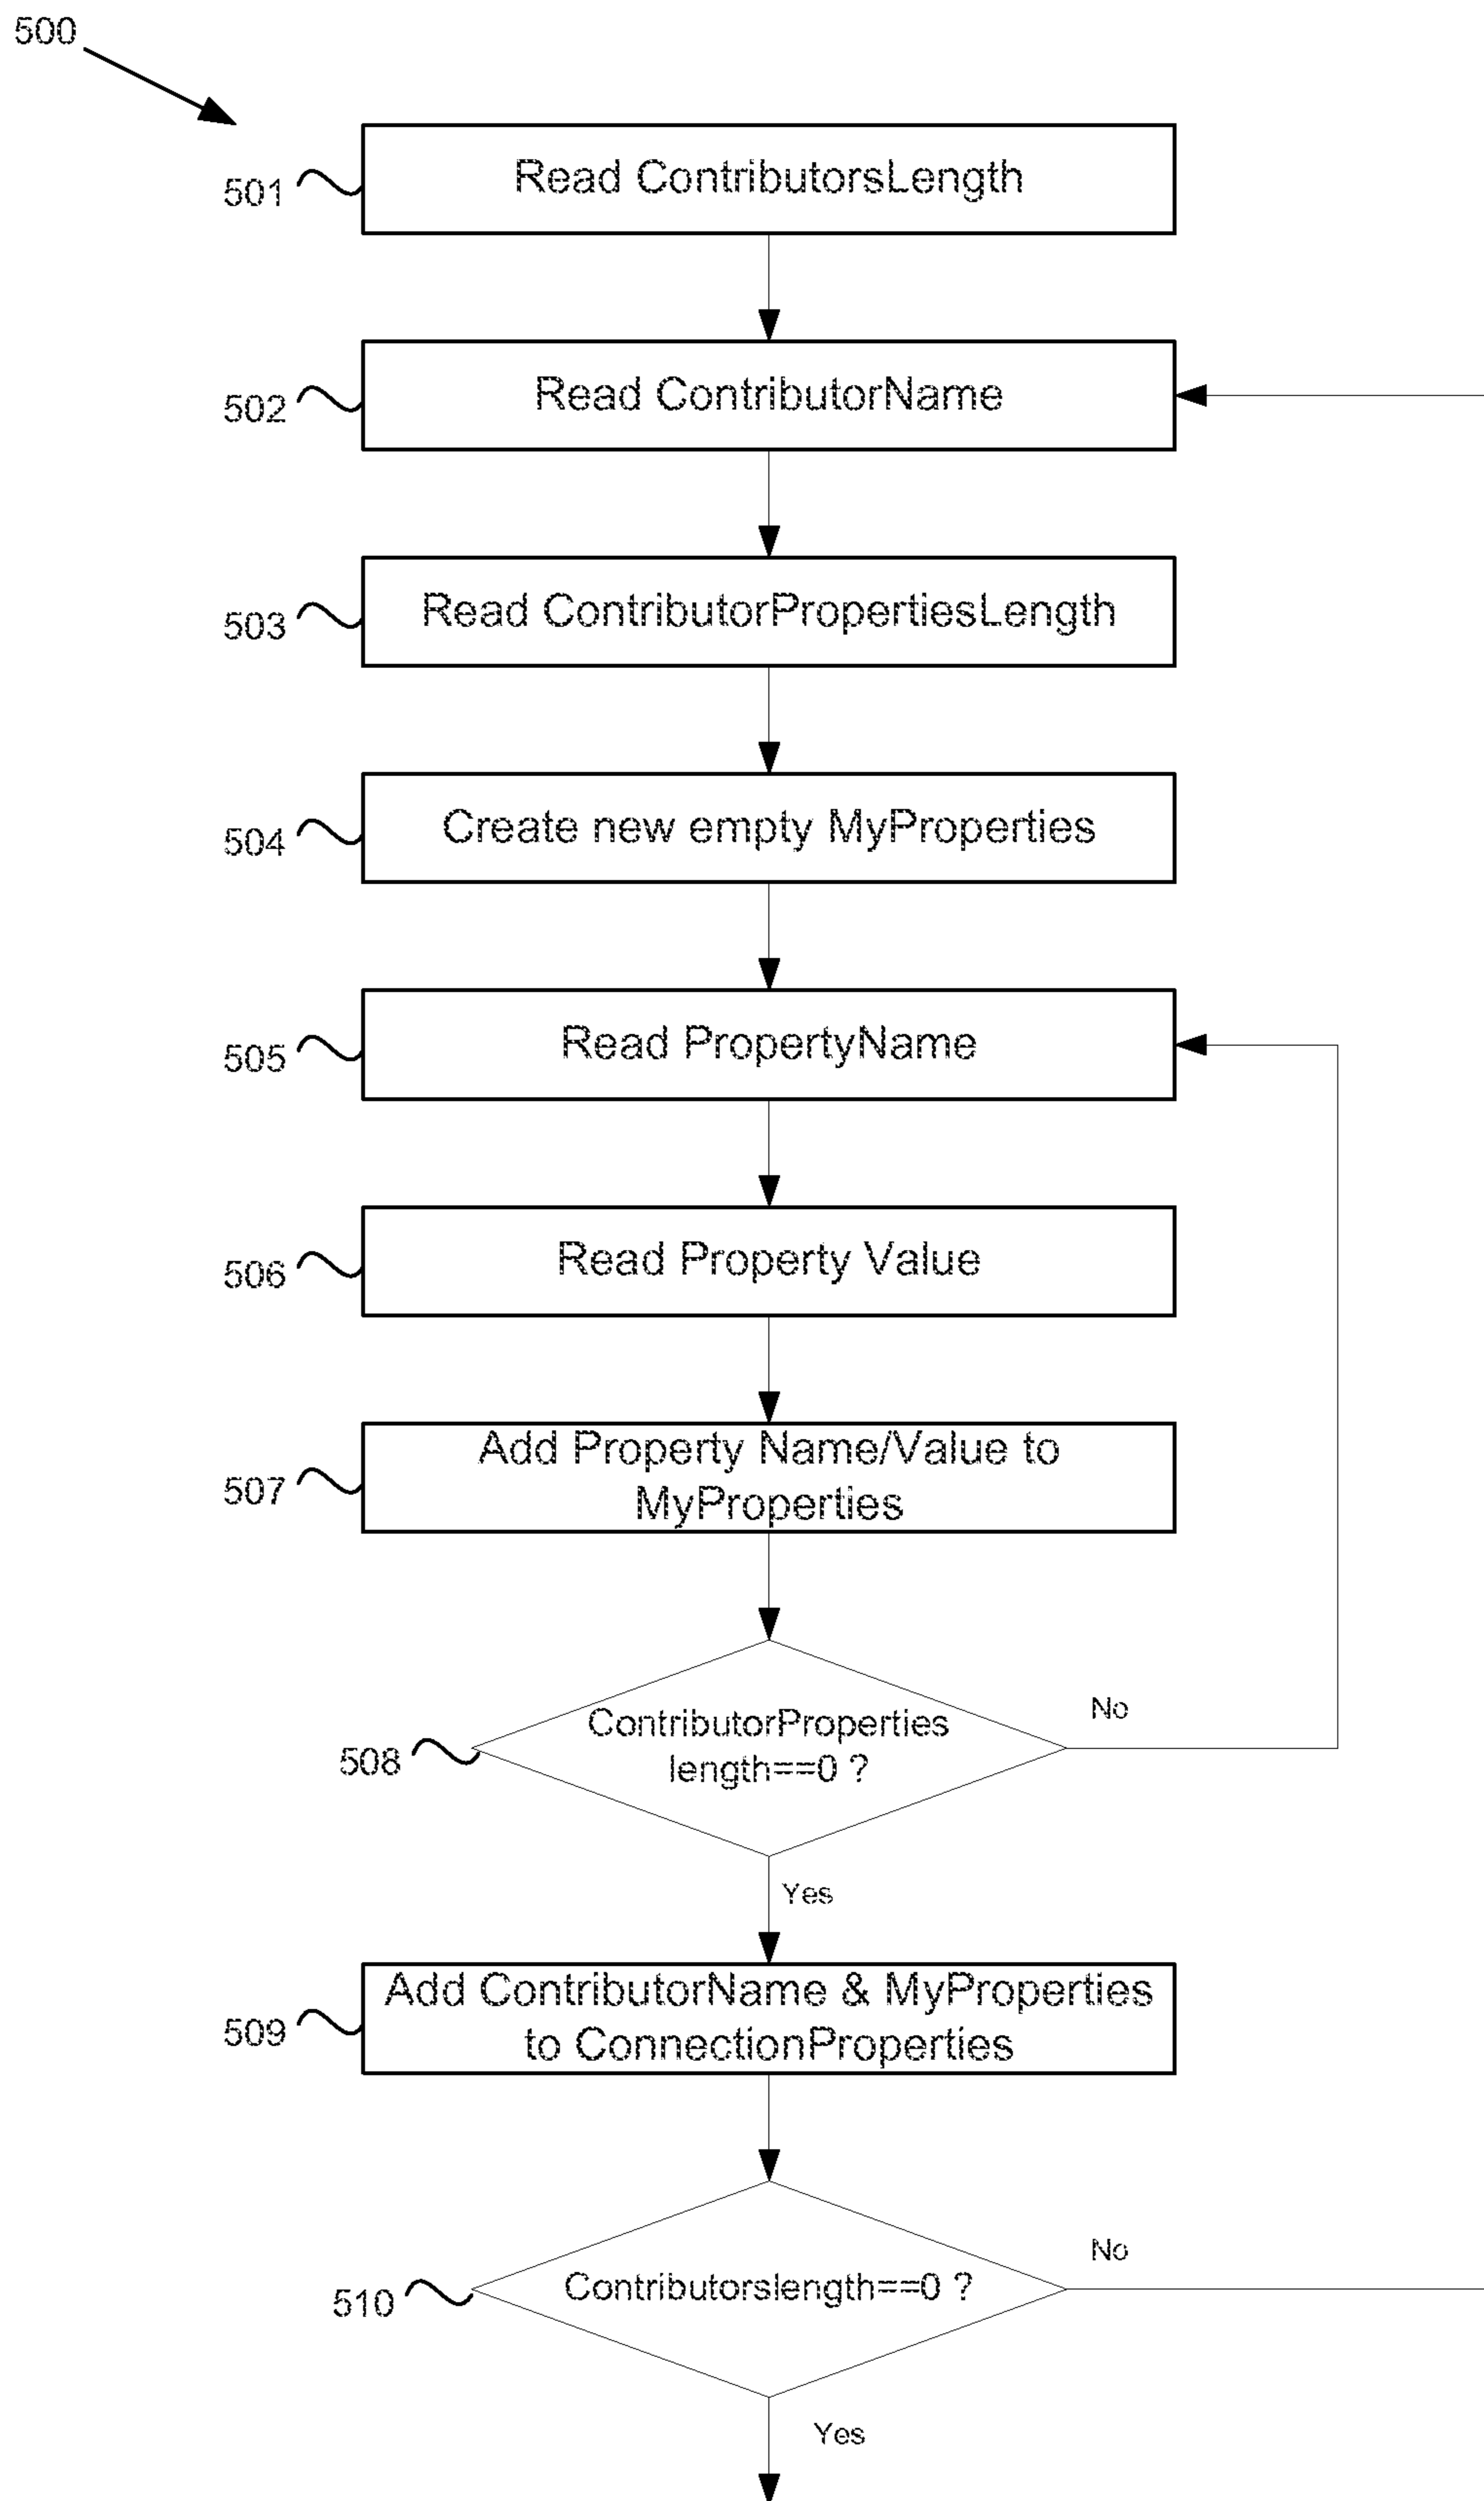 500
501
Read ContributorsLength
502
Read ContributorName
503
Read ContributorPropertiesLength
504
Create new empty MyProperties
505
Read PropertyName
506
Read Property Value
507
Add Property Name/Value to
MyProperties
508
ContributorProperties
length==0 ?
No
Yes
509
Add ContributorName & MyProperties
to ConnectionProperties
510
Contributorslength==0 ?
No
Yes